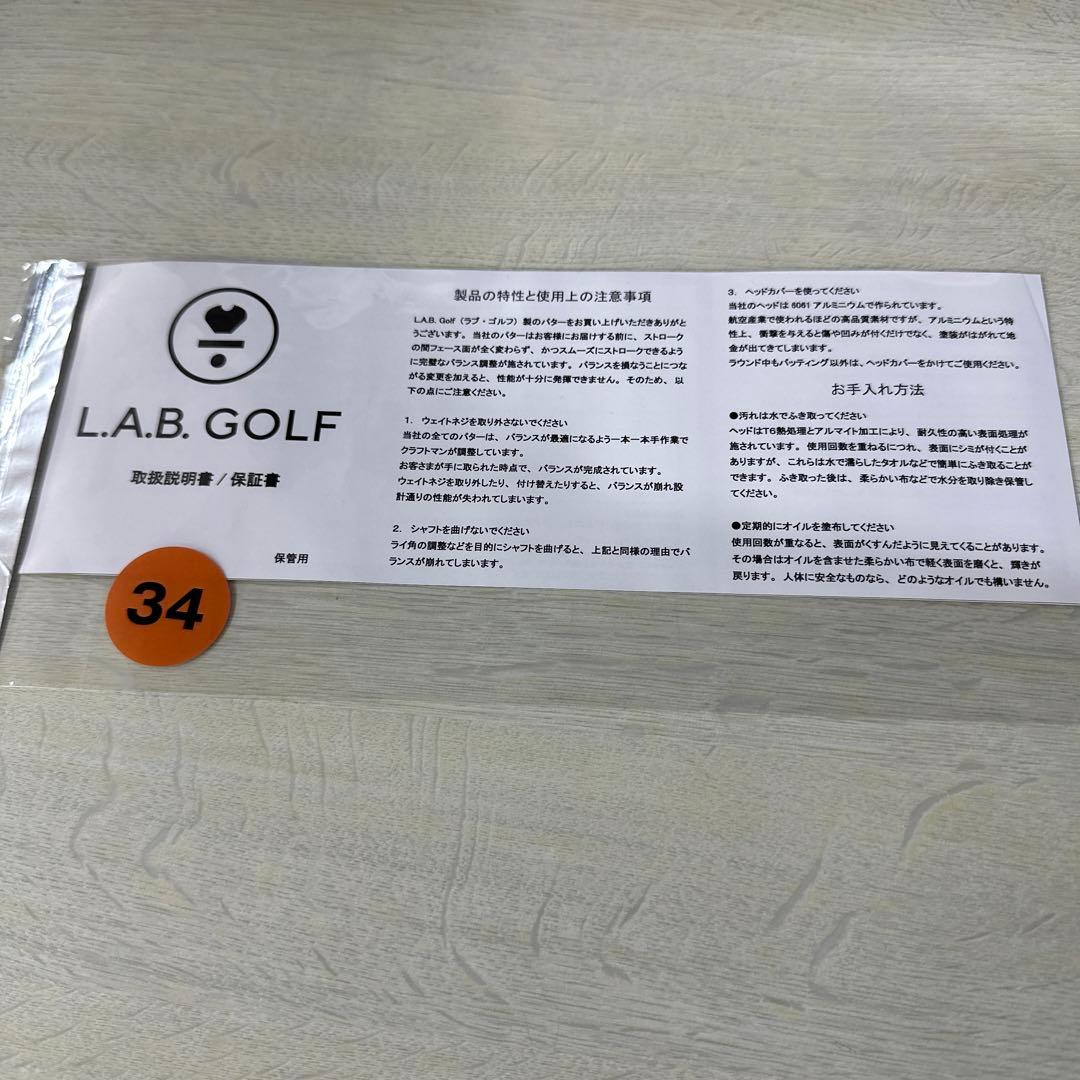 L.A.B. GOLF
取扱説明書 / 保証書
保管用
34
製品の特性と使用上の注意事項
L.A.B. Golf（ラブ・ゴルフ）製のパターをお買い上げいただきありがと
うございます。当社のパターはお客様にお届けする前に、ストローク
の間フェース面が全く変わらず、かつスムーズにストロークできるよう
に完璧なバランス調整が施されています。バランスを損なうことにつな
がる変更を加えると、性能が十分に発揮できません。そのため、以
下の点にご注意ください。
1. ウェイトネジを取り外さないでください
当社の全てのパターは、バランスが最適になるよう一本一本手作業で
クラフトマンが調整しています。
お客さまが手に取られた時点で、バランスが完成されています。
ウェイトネジを取り外したり、付け替えたりすると、バランスが崩れ設
計通りの性能が失われてしまいます。
2. シャフトを曲げないでください
ライ角の調整などを目的にシャフトを曲げると、上記と同様の理由でバ
ランスが崩れてしまいます。
3. ヘッドカバーを使ってください
当社のヘッドは 6061 アルミニウムで作られています。
航空産業で使われるほどの高品質素材ですが、アルミニウムという特
性上、衝撃を与えると傷や凹みが付くだけでなく、塗装がはがれて地
金が出てきてしまいます。
ラウンド中もパッティング以外は、ヘッドカバーをかけてご使用ください。
お手入れ方法
●汚れは水でふき取ってください
ヘッドはT6熱処理とアルマイト加工により、耐久性の高い表面処理が
施されています。使用回数を重ねるにつれ、表面にシミが付くことが
ありますが、これらは水で濡らしたタオルなどで簡単にふき取ることが
できます。ふき取った後は、柔らかい布などで水分を取り除き保管し
てください。
●定期的にオイルを塗布してください
使用回数が重なると、表面がくすんだように見えてくることがあります。
その場合はオイルを含ませた柔らかい布で軽く表面を磨くと、輝きが
戻ります。人体に安全なものなら、どのようなオイルでも構いません。